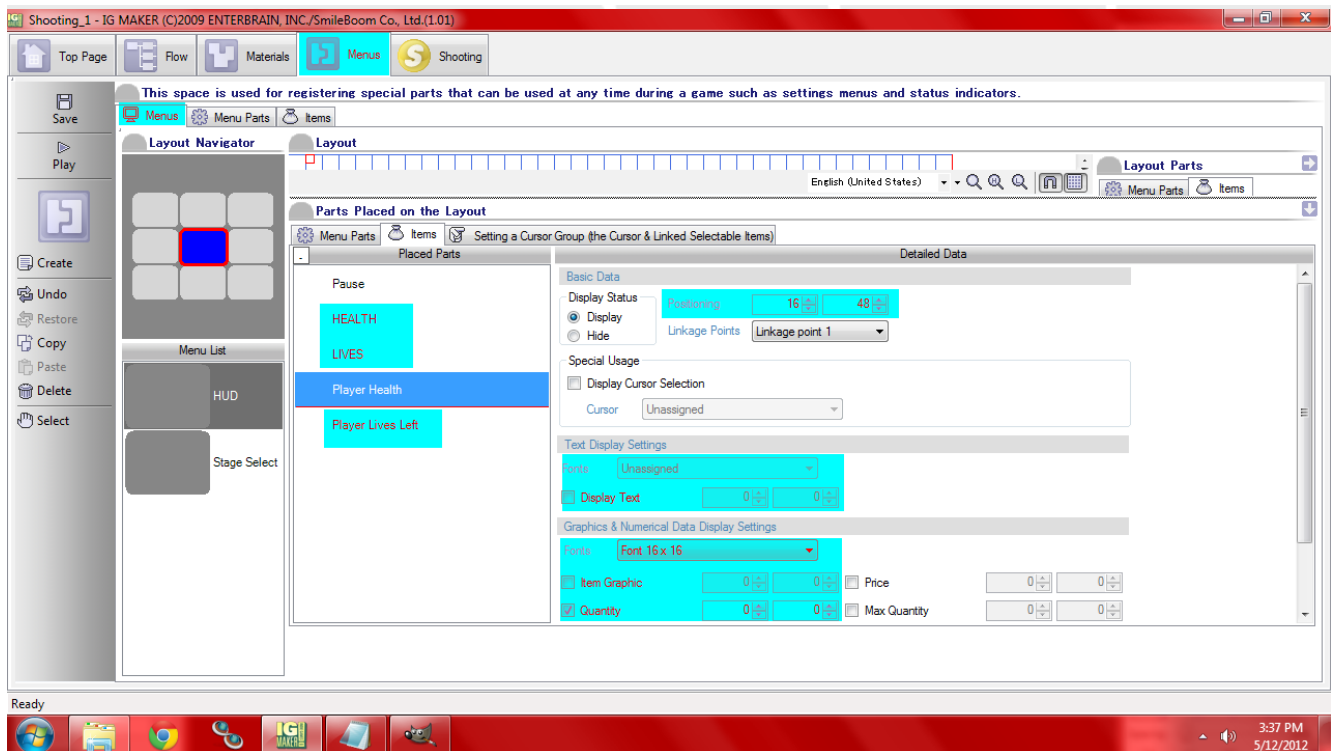 Shooting_1 - IG MAKER (C)2009 ENTERBRAIN, INC./SmileBoom Co., Ltd.(1.01)
Top Page Flow Materials Menus S Shooting
This space is used for registering special parts that can be used at any time during a game such as settings menus and status indicators.
Save
Menus Menu Parts Items
Layout Navigator Layout
Play
Layout Parts
English (United States)
Menu Parts Items
Parts Placed on the Layout
Menu Parts Items Setting a Cursor Group (the Cursor & Linked Selectable Items)
- Placed Parts Detailed Data
Create
Undo
Restore
Copy
Paste
Delete
Select
Menu List
HUD
Stage Select
Pause
HEALTH
LIVES
Player Health
Player Lives Left
Basic Data
Display Status Positioning 16 48
Display
Hide Linkage Points Linkage point 1
Special Usage
Display Cursor Selection
Cursor Unassigned
Text Display Settings
Fonts Unassigned
Display Text 0 0
Graphics & Numerical Data Display Settings
Fonts Font 16 x 16
Item Graphic 0 0 Price 0 0
Quantity 0 0 Max Quantity 0 0
Ready
IG MAKER
3:37 PM
5/12/2012